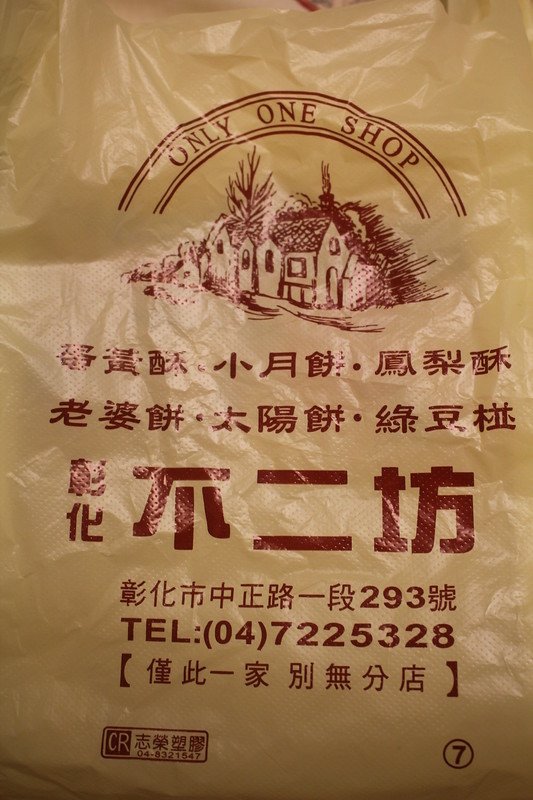 ONLY ONE SHOP
蛋黃酥·小月餅·鳳梨酥
老婆餅·太陽餅·綠豆椪
彰化 不二坊
彰化市中正路一段293號
TEL:(04)7225328
【僅此一家 別無分店】
CR 志榮塑膠
04-8321547
7